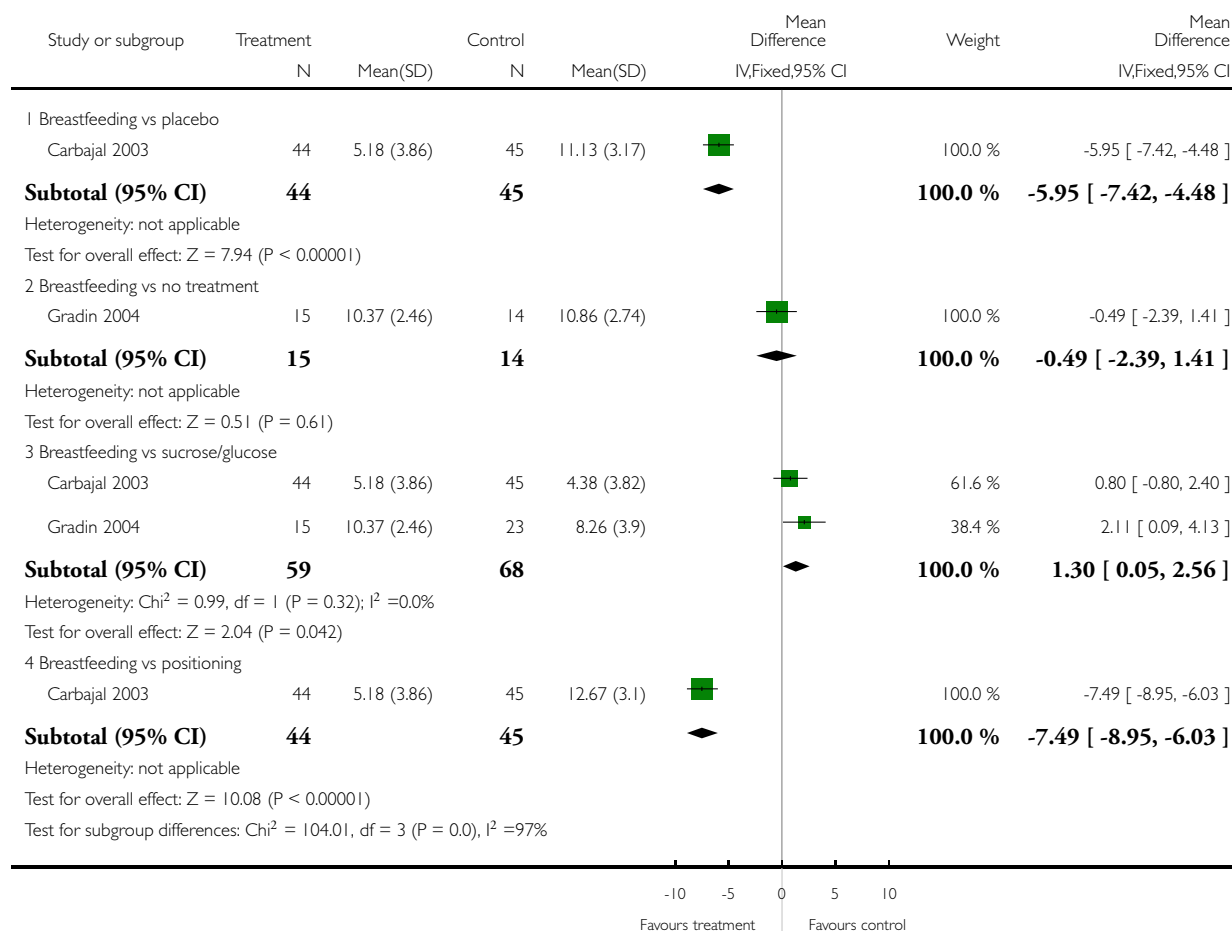 Study or subgroup Treatment Control Mean Difference Weight Mean Difference
N Mean(SD) N Mean(SD) IV,Fixed,95% CI IV,Fixed,95% CI
1 Breastfeeding vs placebo
Carbajal 2003 44 5.18 (3.86) 45 11.13 (3.17) 100.0 % -5.95 [ -7.42, -4.48 ]
Subtotal (95% CI) 44 45 100.0 % -5.95 [ -7.42, -4.48 ]
Heterogeneity: not applicable
Test for overall effect: Z = 7.94 (P < 0.00001)
2 Breastfeeding vs no treatment
Gradin 2004 15 10.37 (2.46) 14 10.86 (2.74) 100.0 % -0.49 [ -2.39, 1.41 ]
Subtotal (95% CI) 15 14 100.0 % -0.49 [ -2.39, 1.41 ]
Heterogeneity: not applicable
Test for overall effect: Z = 0.51 (P = 0.61)
3 Breastfeeding vs sucrose/glucose
Carbajal 2003 44 5.18 (3.86) 45 4.38 (3.82) 61.6 % 0.80 [ -0.80, 2.40 ]
Gradin 2004 15 10.37 (2.46) 23 8.26 (3.9) 38.4 % 2.11 [ 0.09, 4.13 ]
Subtotal (95% CI) 59 68 100.0 % 1.30 [ 0.05, 2.56 ]
Heterogeneity: Chi² = 0.99, df = 1 (P = 0.32); I² =0.0%
Test for overall effect: Z = 2.04 (P = 0.042)
4 Breastfeeding vs positioning
Carbajal 2003 44 5.18 (3.86) 45 12.67 (3.1) 100.0 % -7.49 [ -8.95, -6.03 ]
Subtotal (95% CI) 44 45 100.0 % -7.49 [ -8.95, -6.03 ]
Heterogeneity: not applicable
Test for overall effect: Z = 10.08 (P < 0.00001)
Test for subgroup differences: Chi² = 104.01, df = 3 (P = 0.0), I² =97%
-10 -5 0 5 10
Favours treatment Favours control